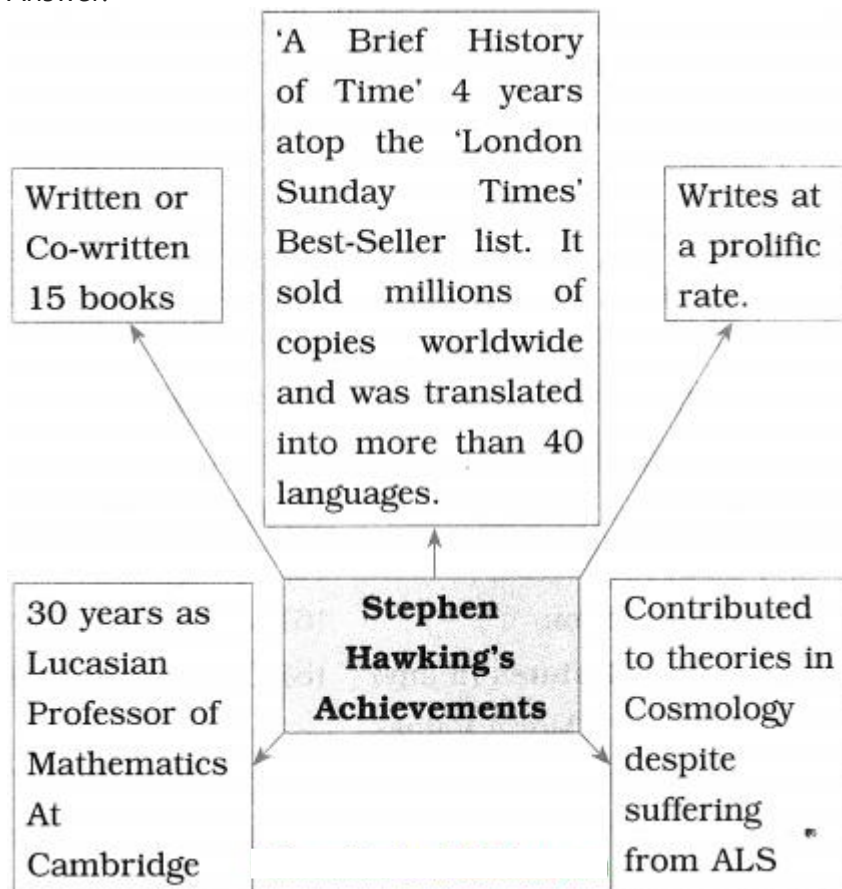 'A Brief History
of Time' 4 years
atop the 'London
Sunday Times'
Best-Seller list. It
sold millions of
copies worldwide
and was translated
into more than 40
languages.
Written or
Co-written
15 books
Writes at
a prolific
rate.
Stephen
Hawking's
Achievements
30 years as
Lucasian
Professor of
Mathematics
At
Cambridge
Contributed
to theories in
Cosmology
despite
suffering
from ALS